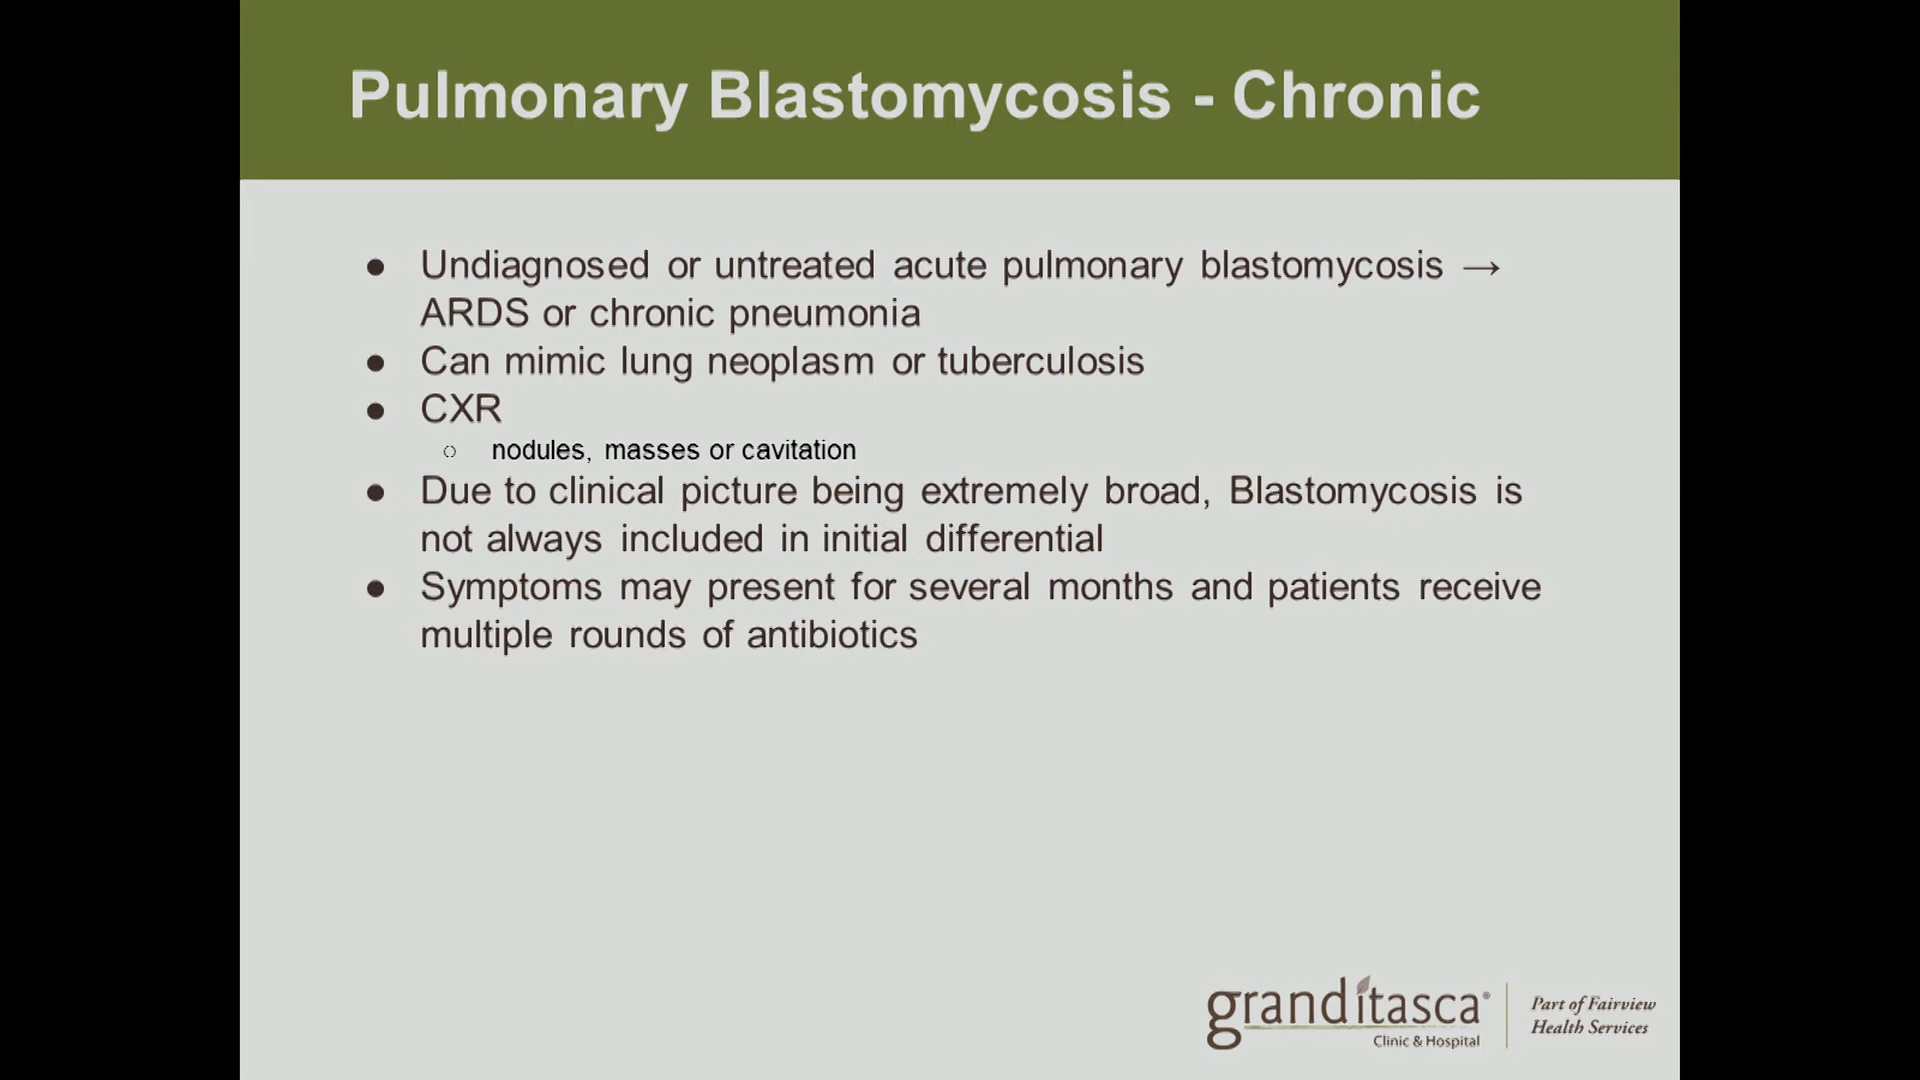 Pulmonary Blastomycosis - Chronic
● Undiagnosed or untreated acute pulmonary blastomycosis →
ARDS or chronic pneumonia
● Can mimic lung neoplasm or tuberculosis
● CXR
○ nodules, masses or cavitation
● Due to clinical picture being extremely broad, Blastomycosis is
not always included in initial differential
● Symptoms may present for several months and patients receive
multiple rounds of antibiotics
granditasca®
Clinic & Hospital
Part of Fairview
Health Services